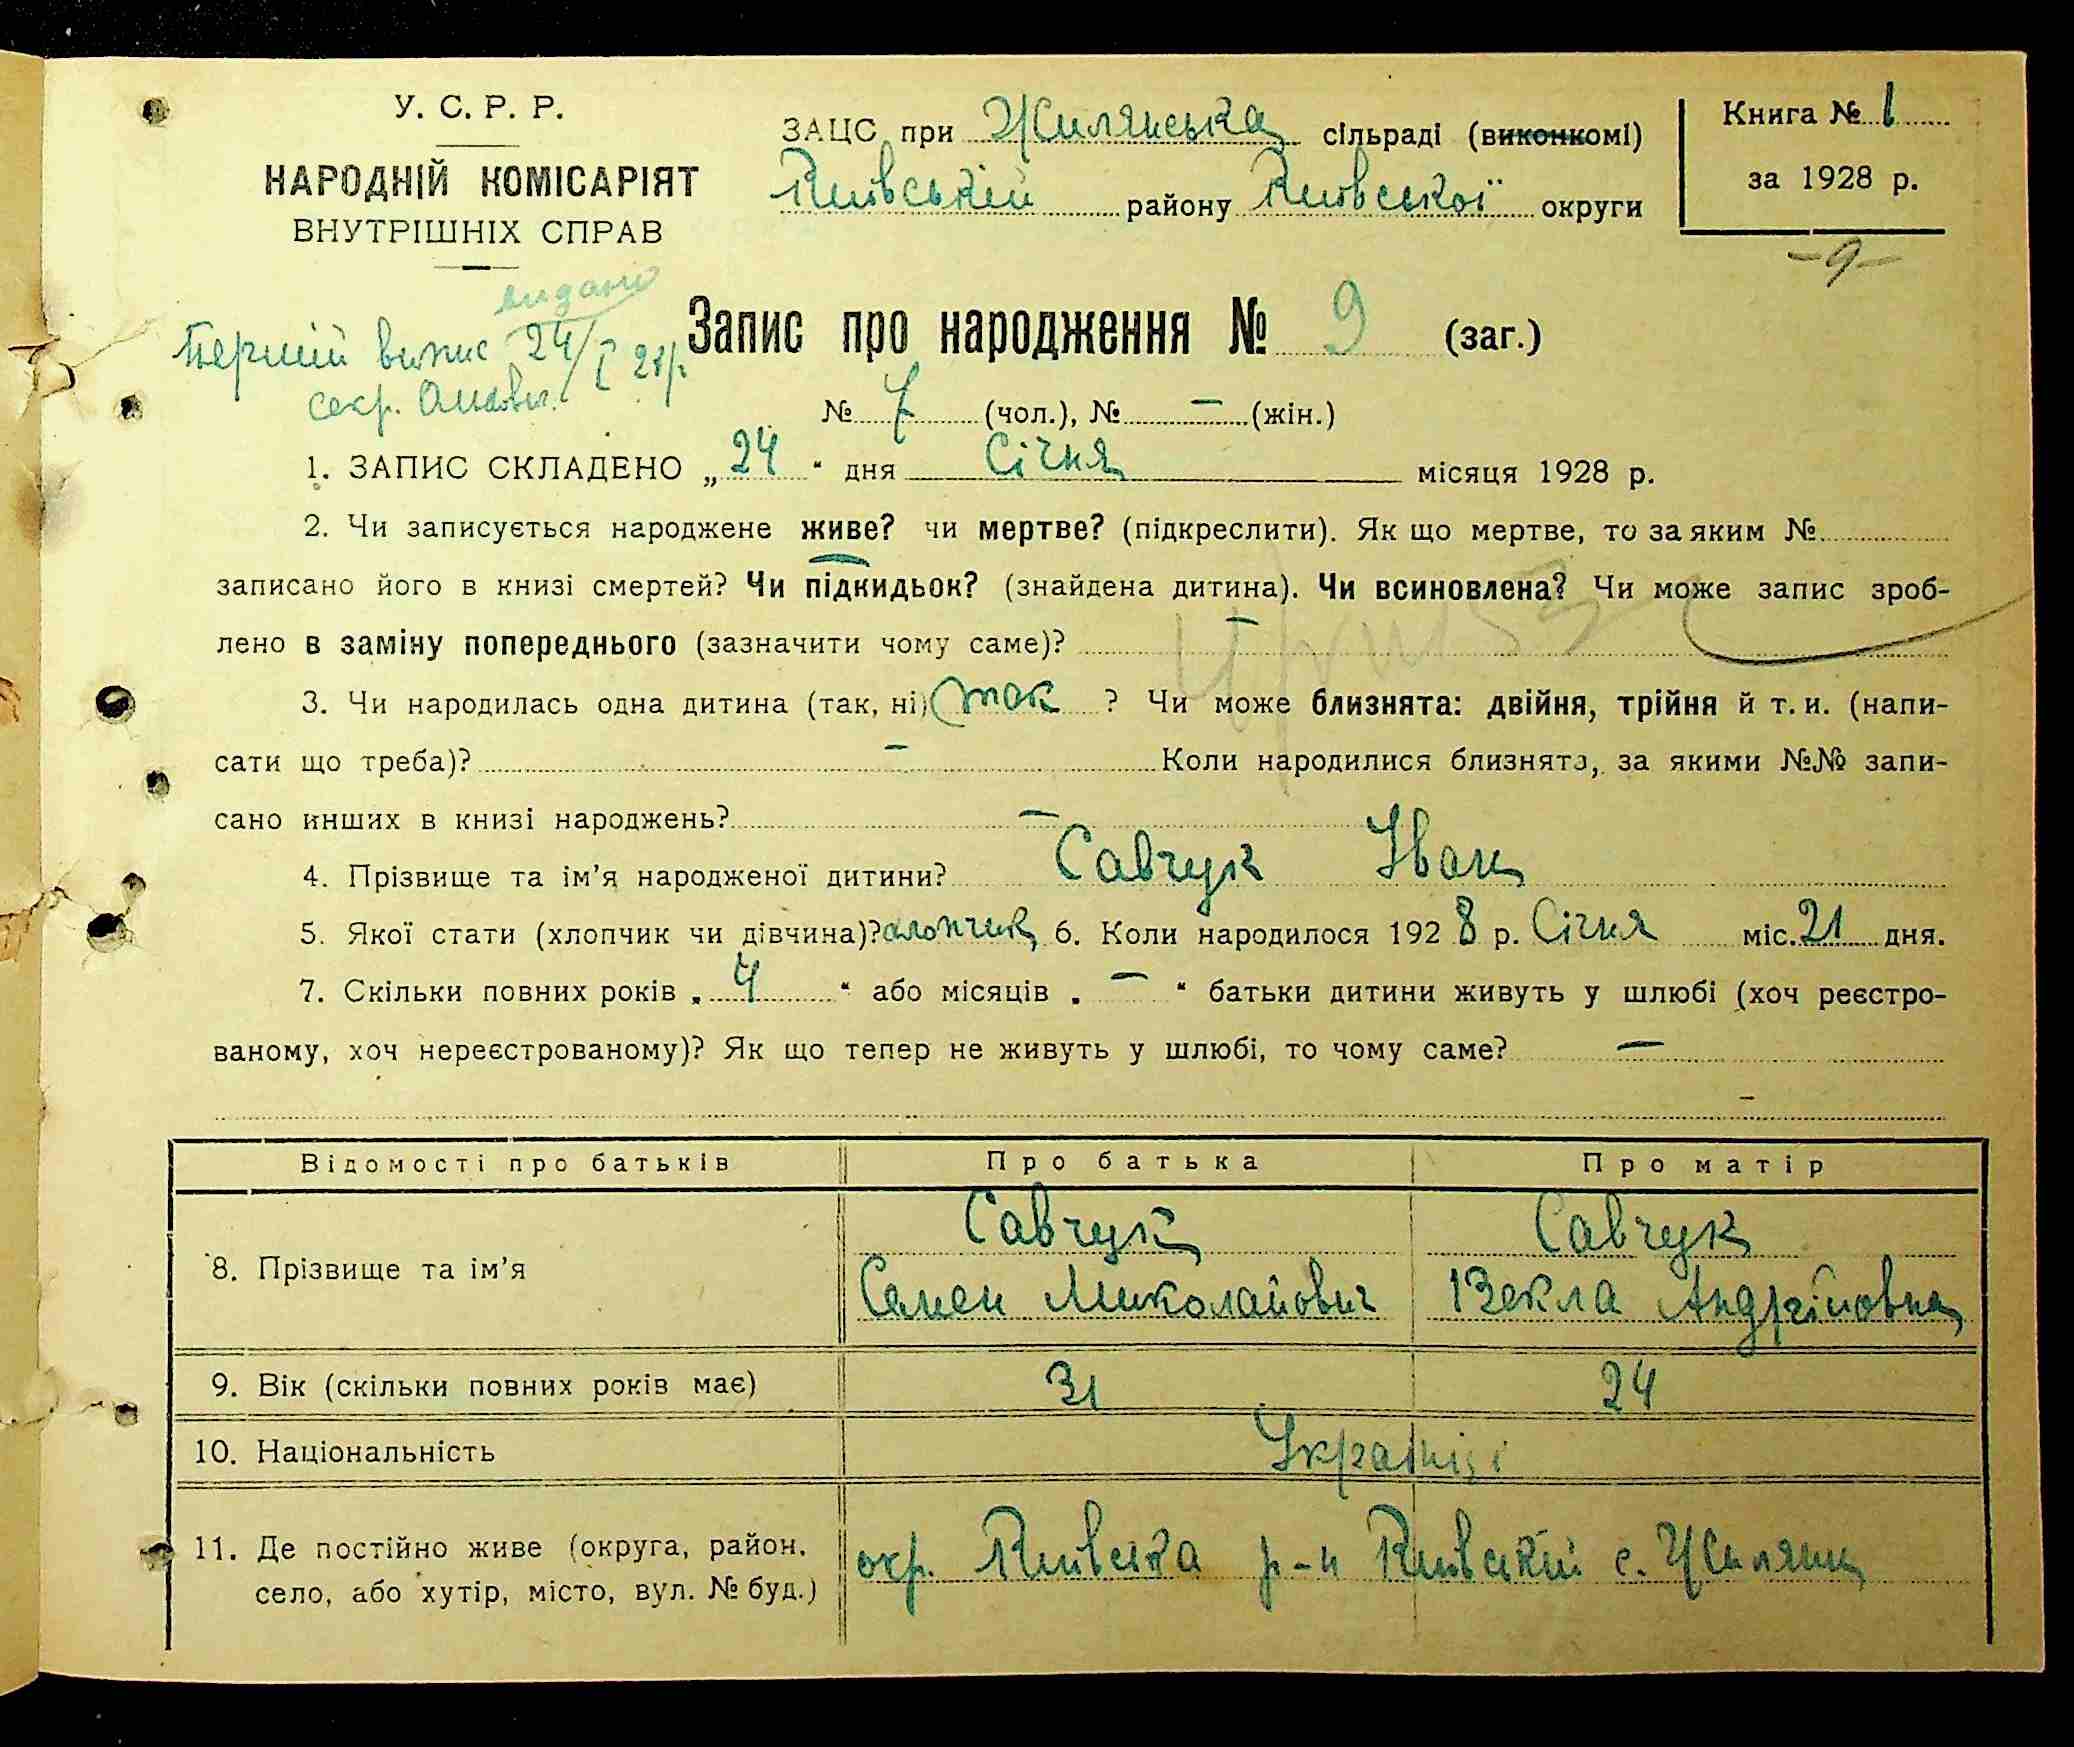 У. С. Р. Р.
НАРОДНІЙ КОМІСАРІЯТ
ВНУТРІШНІХ СПРАВ
ЗАЦС при Жилянська сільраді (виконкомі)
Київській району Київської округи
Книга № 1
за 1928 р.
-9-
видано
Перший випис 24/I 28р.
секр.
Запис про народження № 9 (заг.)
№ 7 (чол.), № — (жін.)
1. ЗАПИС СКЛАДЕНО „24“ дня Січня місяця 1928 р.
2. Чи записується народжене живе? чи мертве? (підкреслити). Як що мертве, то за яким №
записано його в книзі смертей? Чи підкидьок? (знайдена дитина). Чи всиновлена? Чи може запис зроб-
лено в заміну попереднього (зазначити чому саме)? —
3. Чи народилась одна дитина (так, ні) так ? Чи може близнята: двійня, трійня й т. и. (напи-
сати що треба)? — Коли народилися близнята, за якими №№ запи-
сано инших в книзі народжень? —
4. Прізвище та ім'я народженої дитини? Савчук Іван
5. Якої стати (хлопчик чи дівчина)? хлопчик 6. Коли народилося 1928 р. Січня міс. 21 дня.
7. Скільки повних років „4“ або місяців „—“ батьки дитини живуть у шлюбі (хоч реєстро-
ваному, хоч нереєстрованому)? Як що тепер не живуть у шлюбі, то чому саме? —
Відомості про батьків Про батька Про матір
8. Прізвище та ім'я Савчук Савчук
Семен Миколайович Векла Андріївна
9. Вік (скільки повних років має) 31 24
10. Національність Українці
11. Де постійно живе (округа, район, окр. Київська р-н Київській с. Жиляни
село, або хутір, місто, вул. № буд.)